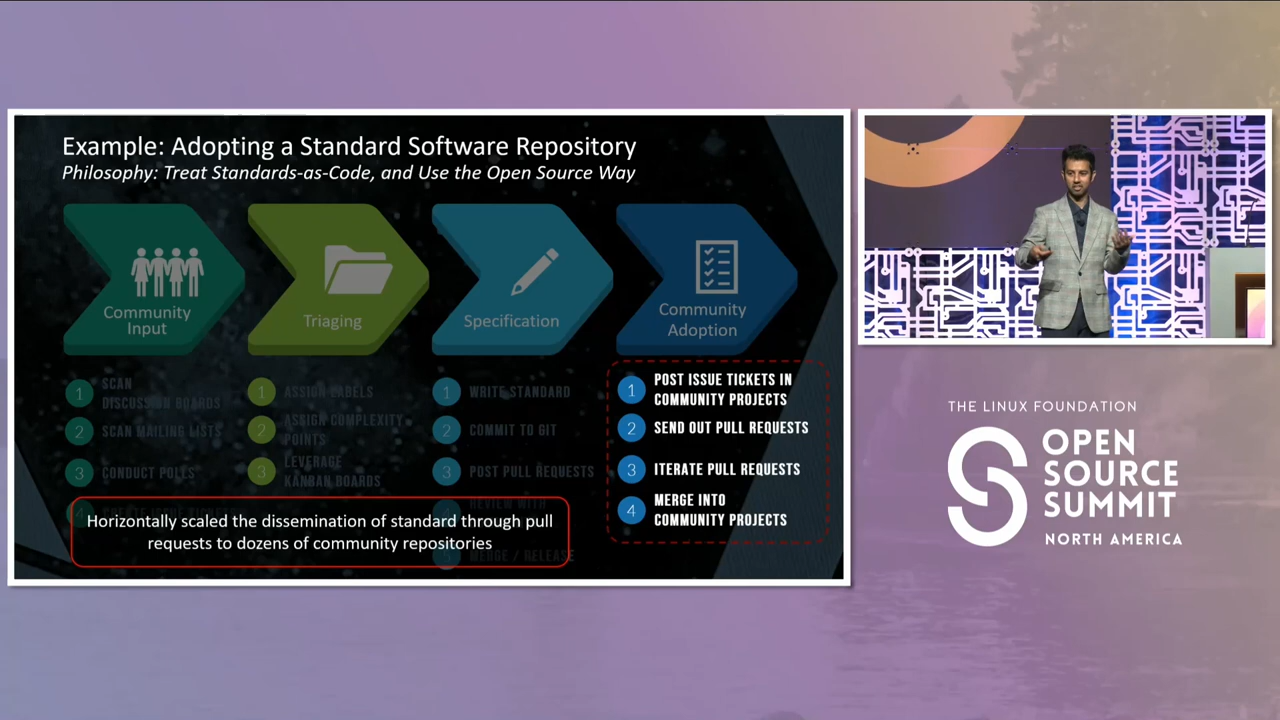 Example: Adopting a Standard Software Repository
Philosophy: Treat Standards-as-Code, and Use the Open Source Way
Community
Input
Triaging
Specification
Community
Adoption
1 SCAN
DISCUSSION BOARDS
2 SCAN MAILING LISTS
3 CONDUCT POLLS
4
1 ASSIGN LABELS
2 ASSIGN COMPLEXITY
POINTS
3 LEVERAGE
KANBAN BOARDS
1 WRITE STANDARD
2 COMMIT TO GIT
3 POST PULL REQUESTS
4 REVIEW WITH
5 MERGE / RELEASE
1 POST ISSUE TICKETS IN
COMMUNITY PROJECTS
2 SEND OUT PULL REQUESTS
3 ITERATE PULL REQUESTS
4 MERGE INTO
COMMUNITY PROJECTS
Horizontally scaled the dissemination of standard through pull
requests to dozens of community repositories
THE LINUX FOUNDATION
OPEN
SOURCE
SUMMIT
NORTH AMERICA